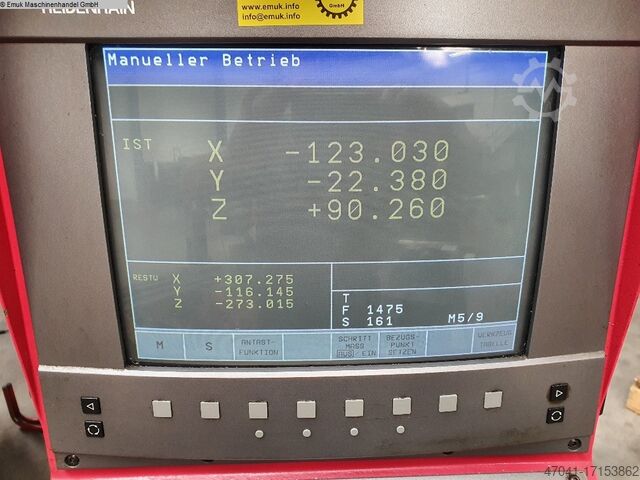 © Emuk Maschinenhandel GmbH
HEIDENHAIN
www.emuk.info
info@emuk.info
GmbH
Manueller Betrieb
IST X -123.030
Y -22.380
Z +90.260
RESTW X +307.275
Y -116.145
Z -273.015
T
F 1475
S 161 M5/9
M S ANTAST-
FUNKTION SCHRITT
MASS
AUS / EIN BEZUGS-
PUNKT
SETZEN WERKZEUG
TABELLE
47041-17153862